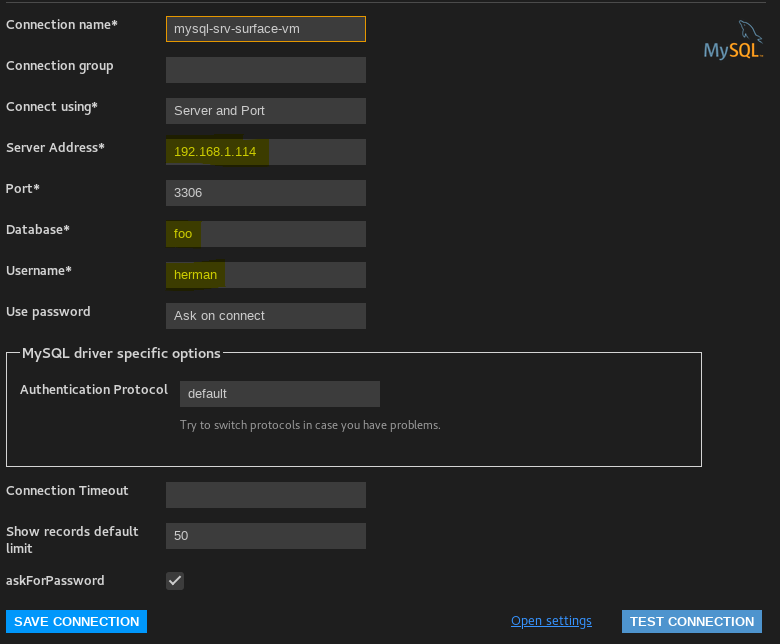 Connection name* mysql-srv-surface-vm
MySQL™
Connection group
Connect using* Server and Port
Server Address* 192.168.1.114
Port* 3306
Database* foo
Username* herman
Use password Ask on connect
MySQL driver specific options
Authentication Protocol default
Try to switch protocols in case you have problems.
Connection Timeout
Show records default
limit 50
askForPassword
SAVE CONNECTION Open settings TEST CONNECTION